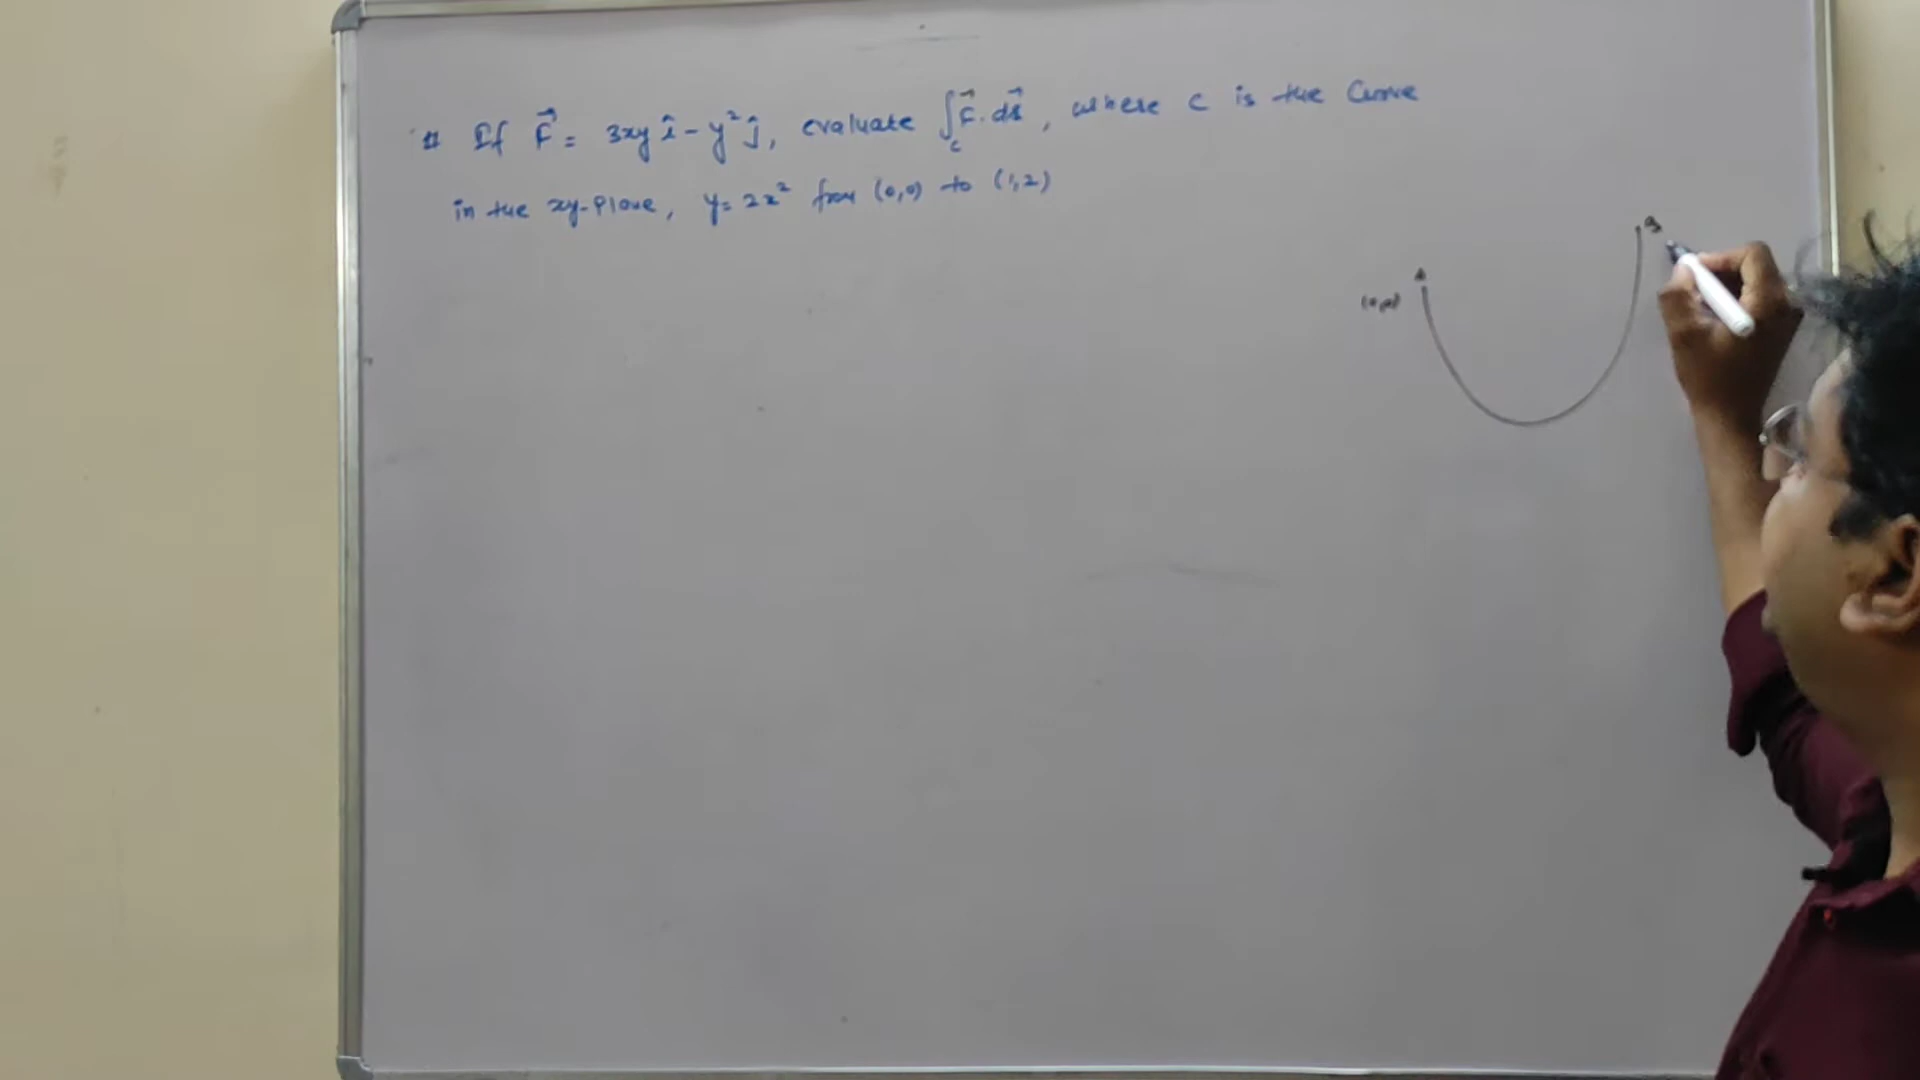 # If F⃗ = 3xy î - y² ĵ, evaluate ∫_C F⃗ . dr⃗, where C is the Curve
in the xy-plane, y = 2x² from (0,0) to (1,2)
A B
(0,0)